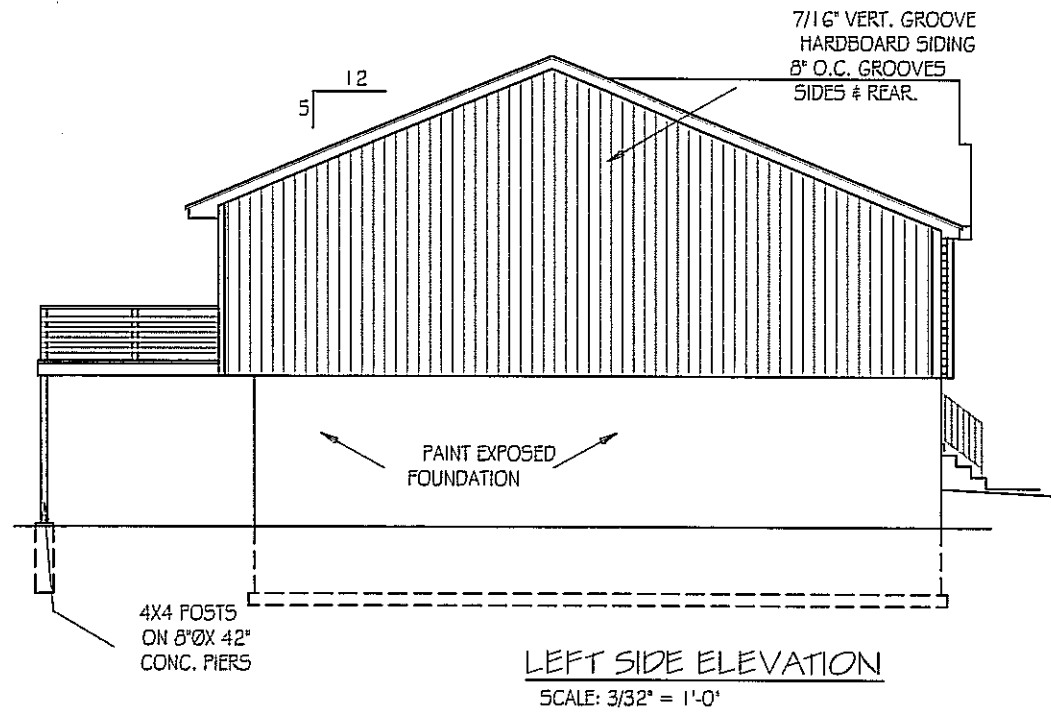 7/16" VERT. GROOVE
HARDBOARD SIDING
8" O.C. GROOVES
SIDES & REAR.
12
5
PAINT EXPOSED
FOUNDATION
4X4 POSTS
ON 8"ØX 42"
CONC. PIERS
LEFT SIDE ELEVATION
SCALE: 3/32" = 1'-0"